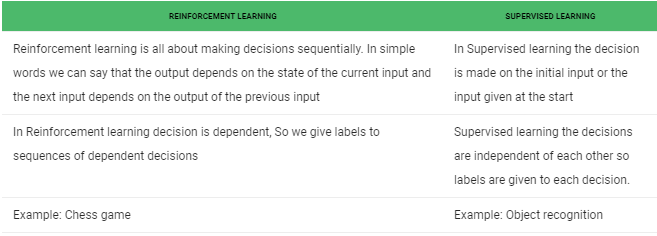 REINFORCEMENT LEARNING
SUPERVISED LEARNING
Reinforcement learning is all about making decisions sequentially. In simple
words we can say that the output depends on the state of the current input and
the next input depends on the output of the previous input
In Supervised learning the decision
is made on the initial input or the
input given at the start
In Reinforcement learning decision is dependent, So we give labels to
sequences of dependent decisions
Supervised learning the decisions
are independent of each other so
labels are given to each decision.
Example: Chess game
Example: Object recognition